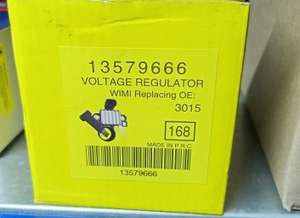 13579666
VOLTAGE REGULATOR
WIMI Replacing OE:
3015
168
MADE IN P.R.C
13579666